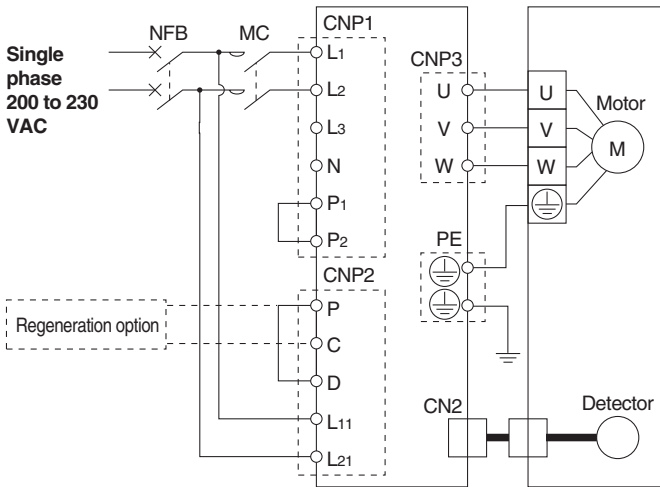 Single
phase
200 to 230
VAC
NFB
MC
CNP1
L1
L2
L3
N
P1
P2
CNP2
P
C
D
L11
L21
Regeneration option
CNP3
U
V
W
PE
CN2
U
V
W
Motor
M
Detector